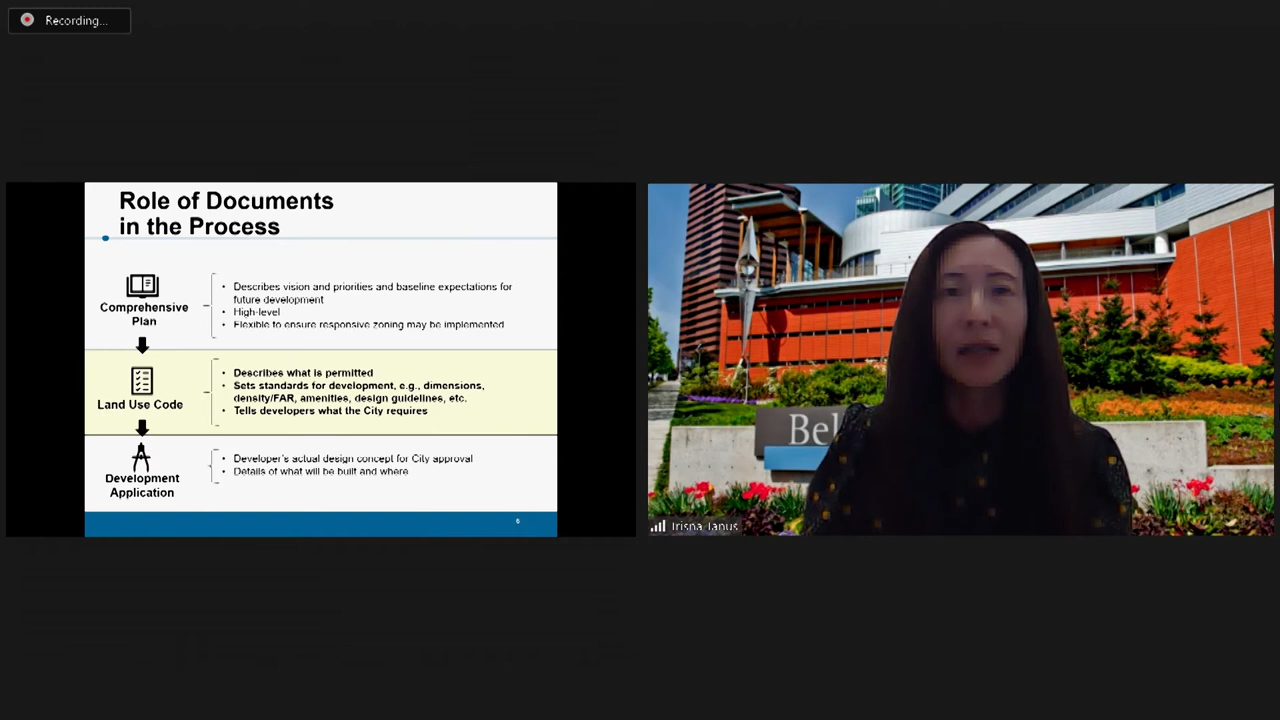 Recording...
Role of Documents
in the Process
Comprehensive
Plan
• Describes vision and priorities and baseline expectations for
future development
• High-level
• Flexible to ensure responsive zoning may be implemented
Land Use Code
• Describes what is permitted
• Sets standards for development, e.g., dimensions,
density/FAR, amenities, design guidelines, etc.
• Tells developers what the City requires
Development
Application
• Developer's actual design concept for City approval
• Details of what will be built and where
6
Bel